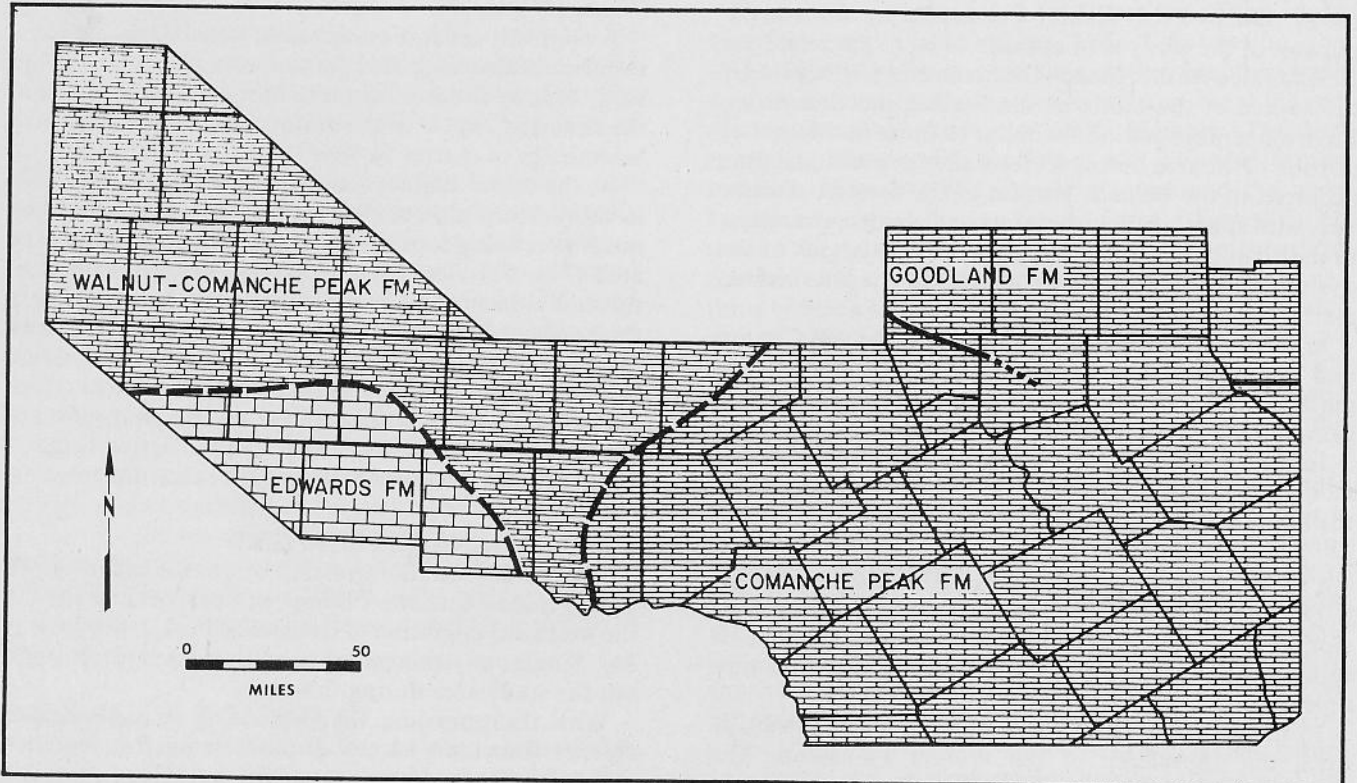 GOODLAND FM
WALNUT-COMANCHE PEAK FM
EDWARDS FM
N
COMANCHE PEAK FM
0 50
MILES